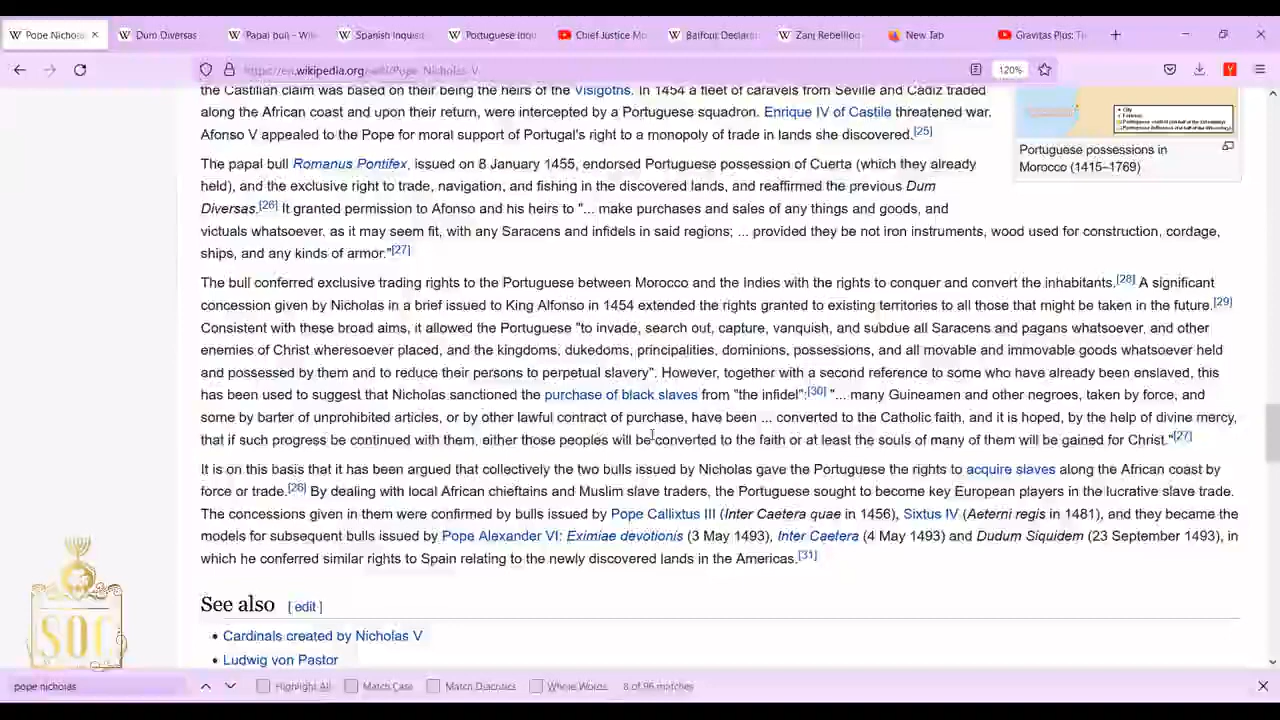 Pope Nichola
Dum Diversas
Papal bull - Wik
Spanish Inquisit
Portuguese Inqu
Chief Justice Mo
Balfour Declarat
Zanj Rebellion
New Tab
Gravitas Plus: T
https://en.wikipedia.org/wiki/Pope_Nicholas_V
120%
the Castilian claim was based on their being the heirs of the Visigoths. In 1454 a fleet of caravels from Seville and Cadiz traded
along the African coast and upon their return, were intercepted by a Portuguese squadron. Enrique IV of Castile threatened war.
Afonso V appealed to the Pope for moral support of Portugal's right to a monopoly of trade in lands she discovered.[25]
The papal bull Romanus Pontifex, issued on 8 January 1455, endorsed Portuguese possession of Cuerta (which they already
held), and the exclusive right to trade, navigation, and fishing in the discovered lands, and reaffirmed the previous Dum
Diversas.[26] It granted permission to Afonso and his heirs to "... make purchases and sales of any things and goods, and
victuals whatsoever, as it may seem fit, with any Saracens and infidels in said regions; ... provided they be not iron instruments, wood used for construction, cordage,
ships, and any kinds of armor."[27]
Portuguese possessions in
Morocco (1415–1769)
The bull conferred exclusive trading rights to the Portuguese between Morocco and the Indies with the rights to conquer and convert the inhabitants.[28] A significant
concession given by Nicholas in a brief issued to King Alfonso in 1454 extended the rights granted to existing territories to all those that might be taken in the future.[29]
Consistent with these broad aims, it allowed the Portuguese "to invade, search out, capture, vanquish, and subdue all Saracens and pagans whatsoever, and other
enemies of Christ wheresoever placed, and the kingdoms, dukedoms, principalities, dominions, possessions, and all movable and immovable goods whatsoever held
and possessed by them and to reduce their persons to perpetual slavery". However, together with a second reference to some who have already been enslaved, this
has been used to suggest that Nicholas sanctioned the purchase of black slaves from "the infidel":[30] "... many Guineamen and other negroes, taken by force, and
some by barter of unprohibited articles, or by other lawful contract of purchase, have been ... converted to the Catholic faith, and it is hoped, by the help of divine mercy,
that if such progress be continued with them, either those peoples will be converted to the faith or at least the souls of many of them will be gained for Christ."[27]
It is on this basis that it has been argued that collectively the two bulls issued by Nicholas gave the Portuguese the rights to acquire slaves along the African coast by
force or trade.[26] By dealing with local African chieftains and Muslim slave traders, the Portuguese sought to become key European players in the lucrative slave trade.
The concessions given in them were confirmed by bulls issued by Pope Callixtus III (Inter Caetera quae in 1456), Sixtus IV (Aeterni regis in 1481), and they became the
models for subsequent bulls issued by Pope Alexander VI: Eximiae devotionis (3 May 1493), Inter Caetera (4 May 1493) and Dudum Siquidem (23 September 1493), in
which he conferred similar rights to Spain relating to the newly discovered lands in the Americas.[31]
See also [ edit ]
Cardinals created by Nicholas V
Ludwig von Pastor
SOC
pope nicholas
Highlight All
Match Case
Match Diacritics
Whole Words
8 of 96 matches